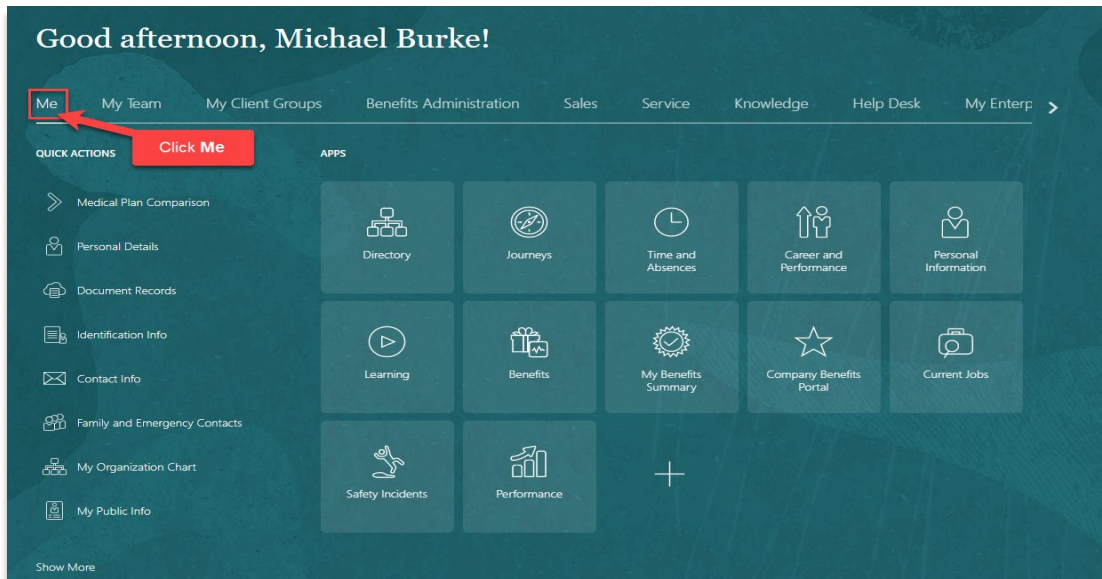 Good afternoon, Michael Burke!
Me My Team My Client Groups Benefits Administration Sales Service Knowledge Help Desk My Enterp
Click Me
QUICK ACTIONS
Medical Plan Comparison
Personal Details
Document Records
Identification Info
Contact Info
Family and Emergency Contacts
My Organization Chart
My Public Info
Show More
APPS
Directory
Journeys
Time and
Absences
Career and
Performance
Personal
Information
Learning
Benefits
My Benefits
Summary
Company Benefits
Portal
Current Jobs
Safety Incidents
Performance